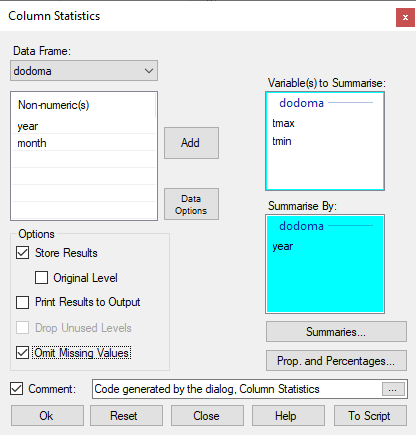 Column Statistics
x
Data Frame:
dodoma
Non-numeric(s)
year
month
Add
Data
Options
Variable(s) to Summarise:
dodoma
tmax
tmin
Summarise By:
dodoma
year
Options
Store Results
Original Level
Print Results to Output
Drop Unused Levels
Omit Missing Values
Summaries...
Prop. and Percentages...
Comment:
Code generated by the dialog, Column Statistics
...
Ok
Reset
Close
Help
To Script